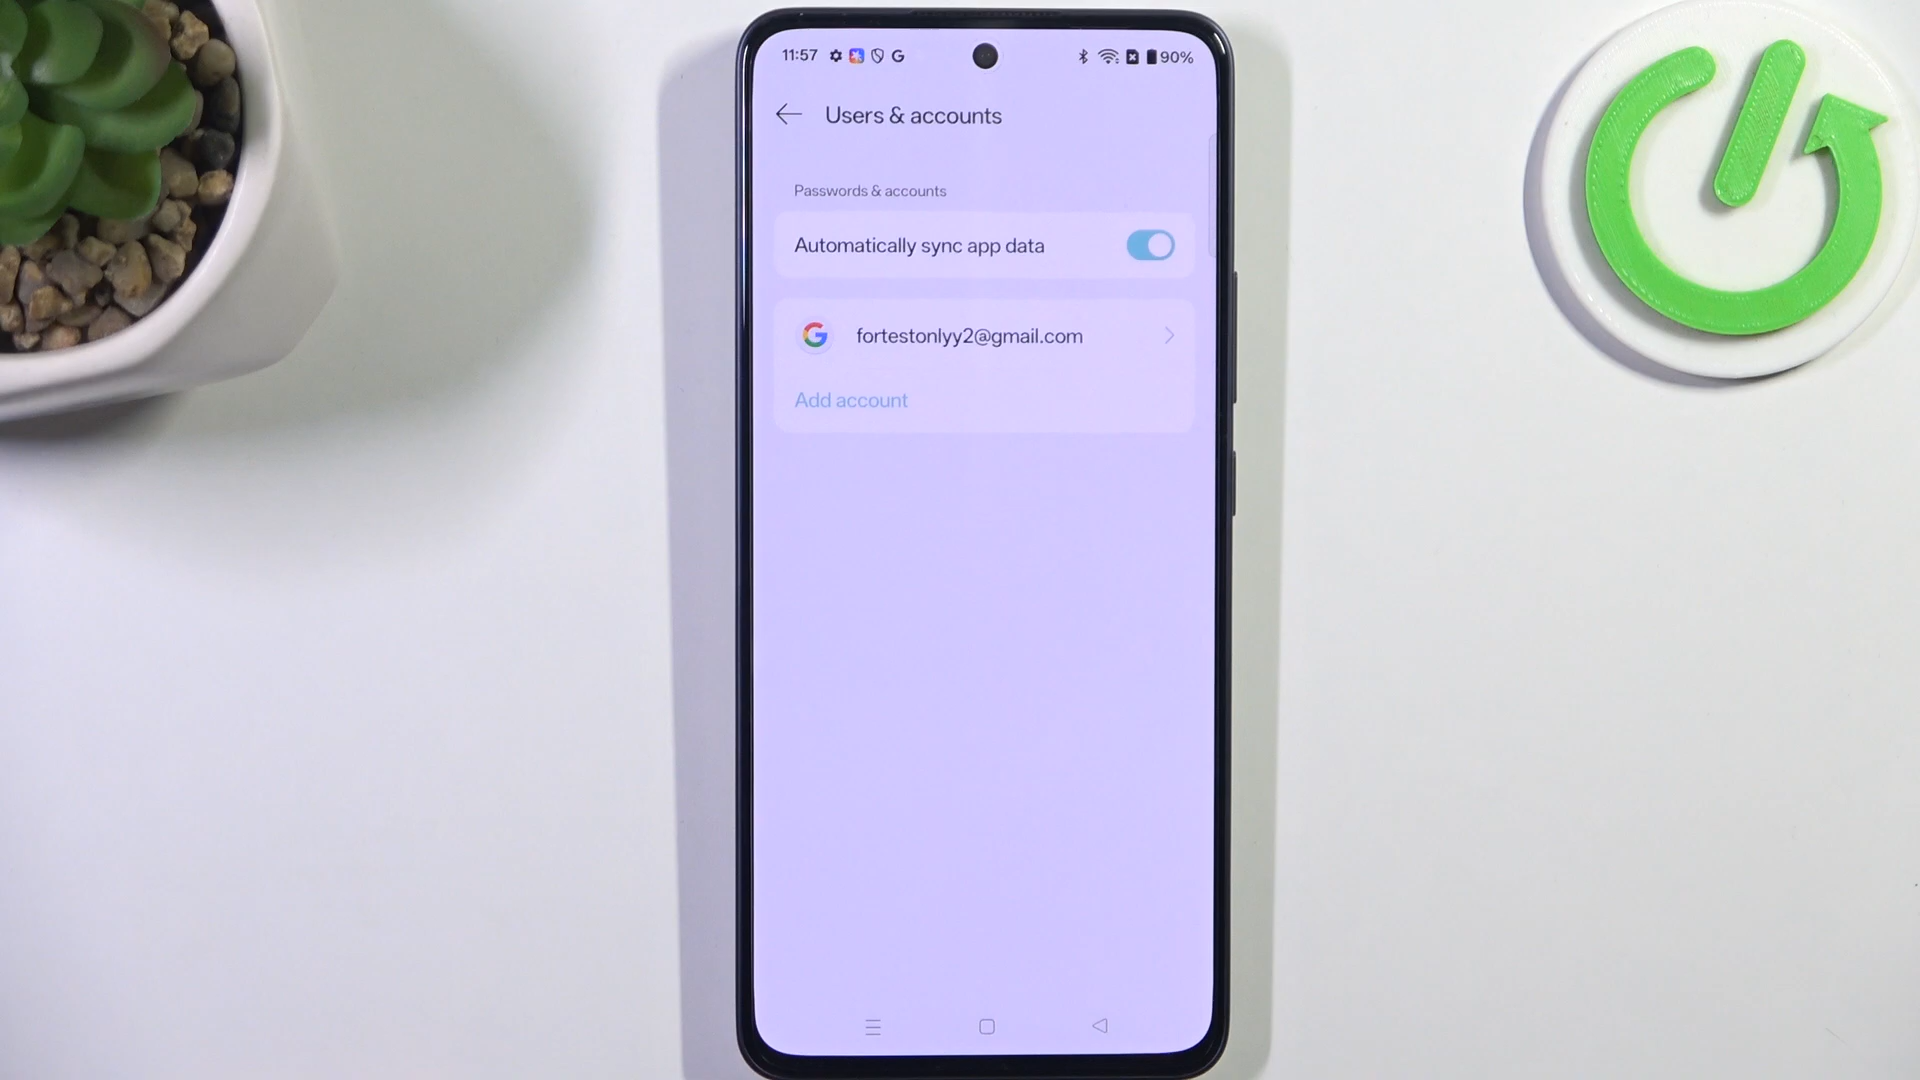 11:57
90%
Users & accounts
Passwords & accounts
Automatically sync app data
fortestonlyy2@gmail.com
Add account